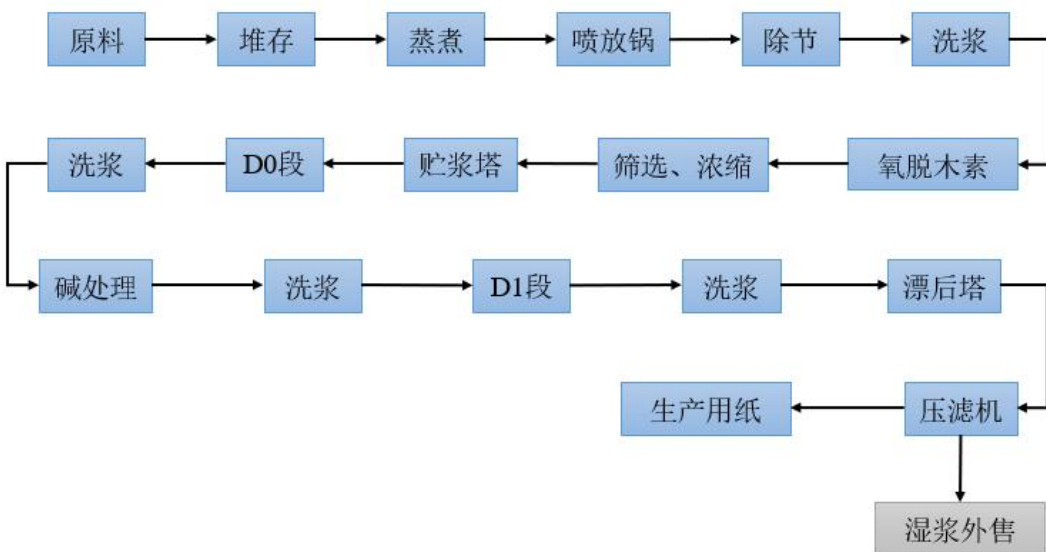 原料
堆存
蒸煮
喷放锅
除节
洗浆
氧脱木素
筛选、浓缩
贮浆塔
D0段
洗浆
碱处理
洗浆
D1段
洗浆
漂后塔
压滤机
生产用纸
湿浆外售